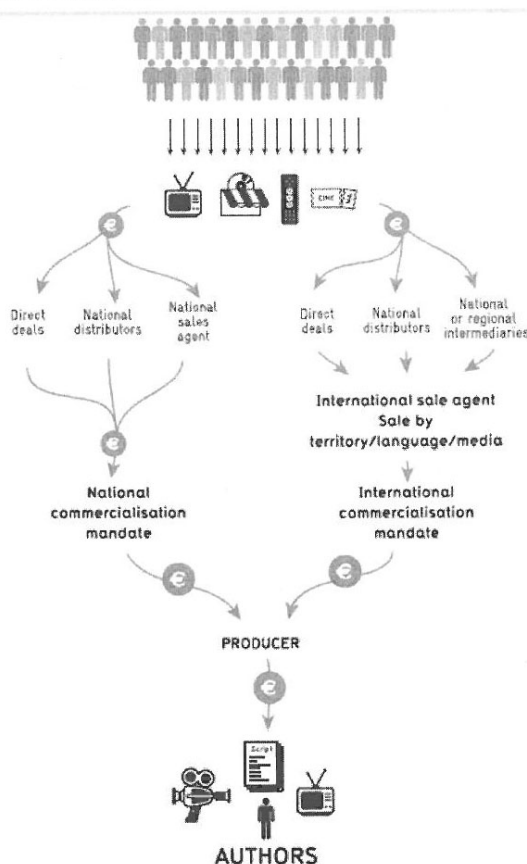 CINE
€
€
Direct
deals
National
distributors
National
sales
agent
Direct
deals
National
distributors
National
or regional
intermediaries
International sale agent
Sale by
territory/language/media
€
National
commercialisation
mandate
International
commercialisation
mandate
€
€
PRODUCER
€
Script
AUTHORS